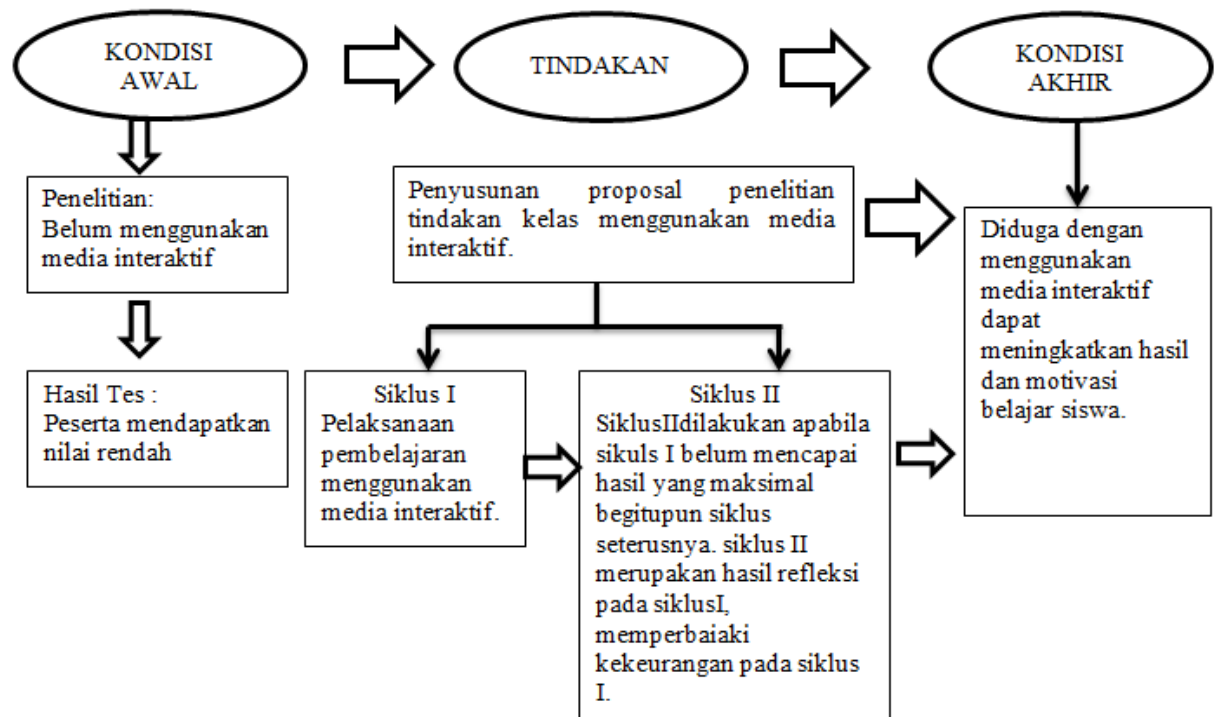 KONDISI
AWAL
TINDAKAN
KONDISI
AKHIR
Penelitian:
Belum menggunakan
media interaktif
Penyusunan proposal penelitian
tindakan kelas menggunakan media
interaktif.
Diduga dengan
menggunakan
media interaktif
dapat
meningkatkan hasil
dan motivasi
belajar siswa.
Hasil Tes :
Peserta mendapatkan
nilai rendah
Siklus I
Pelaksanaan
pembelajaran
menggunakan
media interaktif.
Siklus II
SiklusIIdilakukan apabila
sikuls I belum mencapai
hasil yang maksimal
begitupun siklus
seterusnya. siklus II
merupakan hasil refleksi
pada siklusI,
memperbaiaki
kekeurangan pada siklus
I.